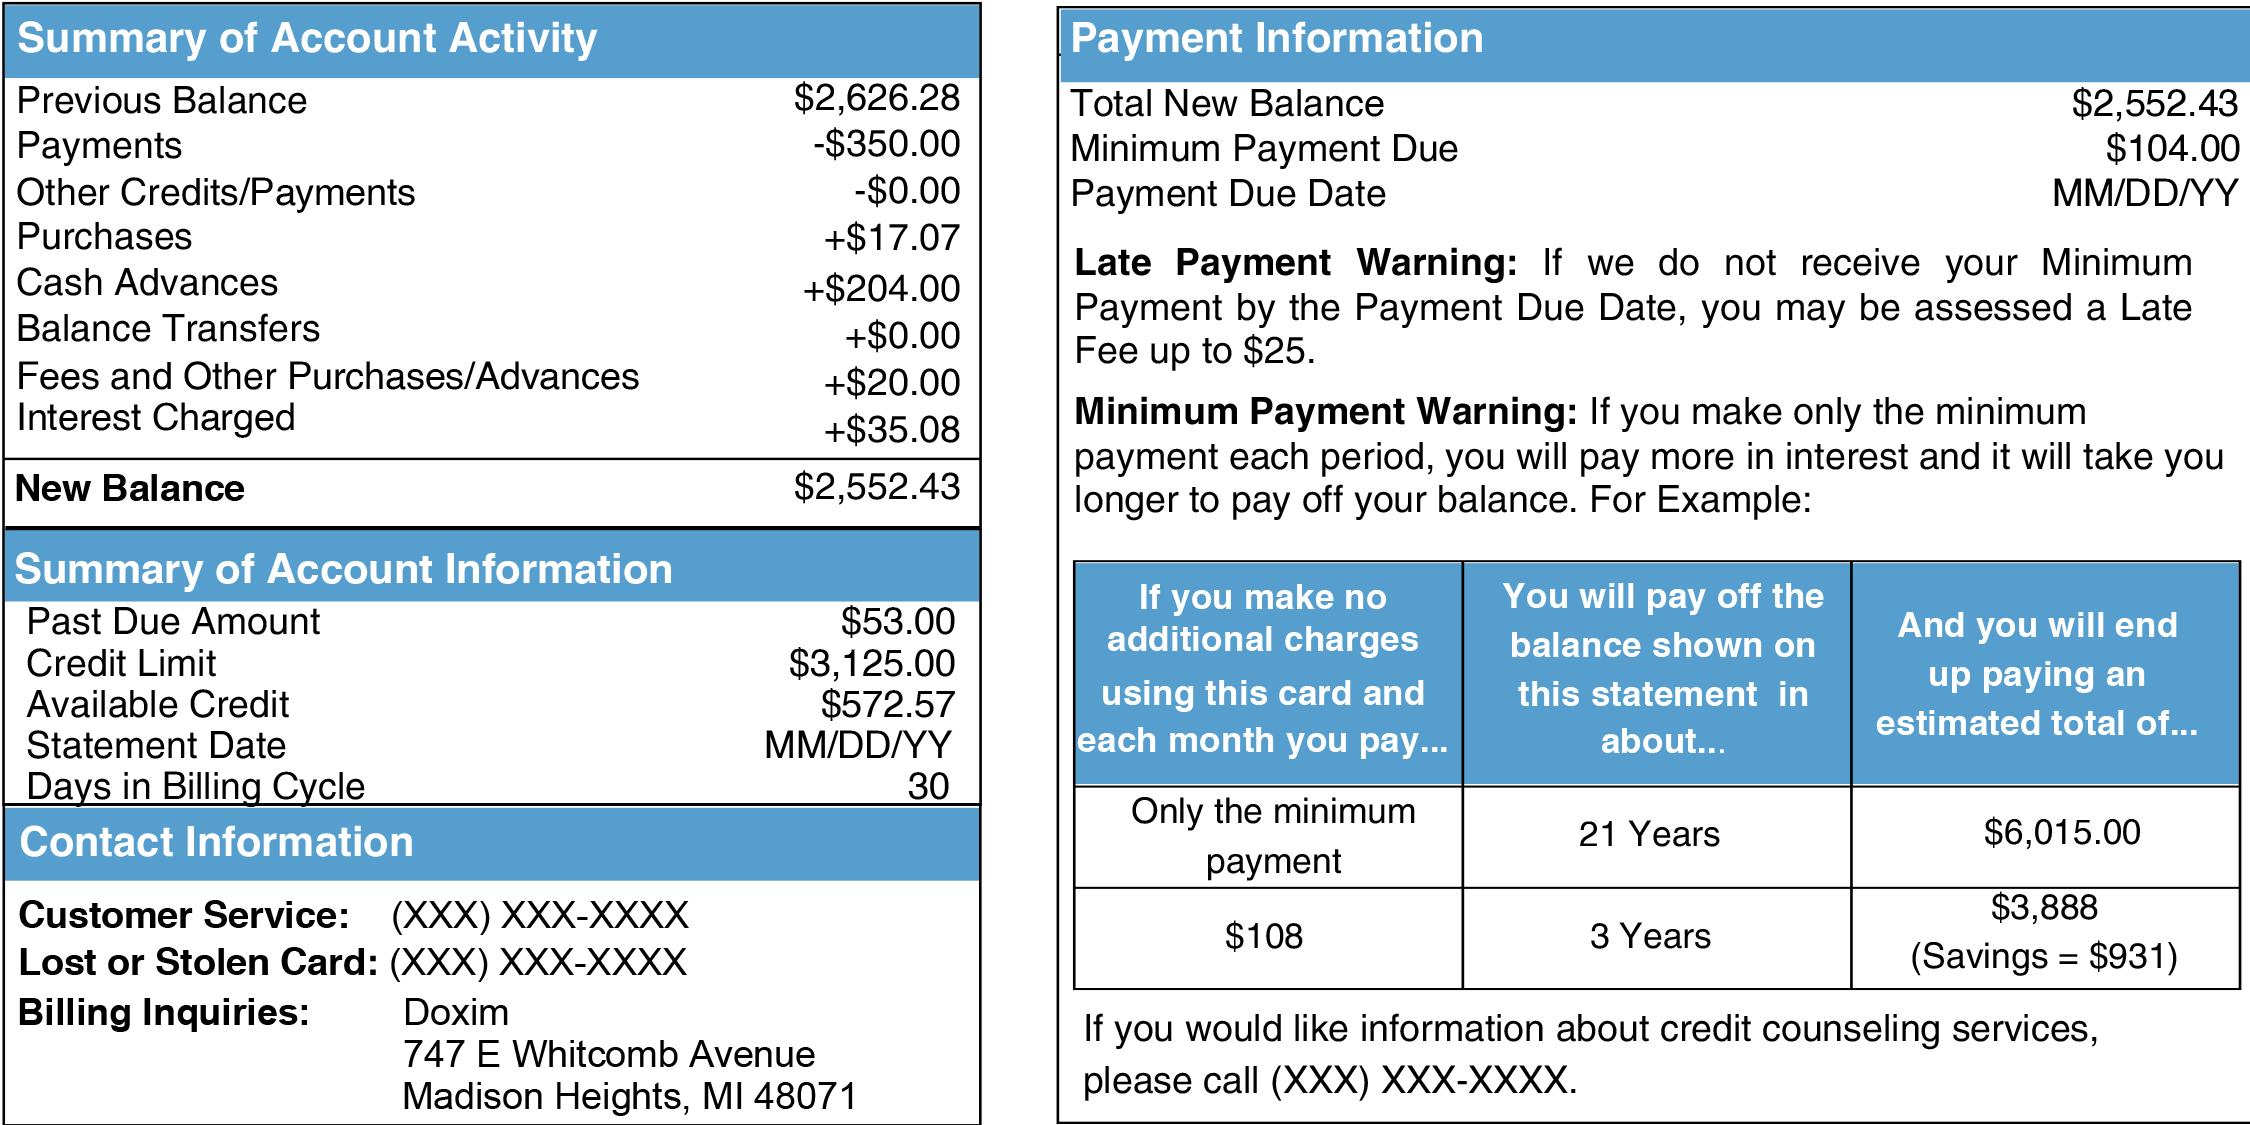 Summary of Account Activity
Previous Balance $2,626.28
Payments -$350.00
Other Credits/Payments -$0.00
Purchases +$17.07
Cash Advances +$204.00
Balance Transfers +$0.00
Fees and Other Purchases/Advances +$20.00
Interest Charged +$35.08
New Balance $2,552.43
Summary of Account Information
Past Due Amount $53.00
Credit Limit $3,125.00
Available Credit $572.57
Statement Date MM/DD/YY
Days in Billing Cycle 30
Contact Information
Customer Service: (XXX) XXX-XXXX
Lost or Stolen Card: (XXX) XXX-XXXX
Billing Inquiries: Doxim
747 E Whitcomb Avenue
Madison Heights, MI 48071
Payment Information
Total New Balance $2,552.43
Minimum Payment Due $104.00
Payment Due Date MM/DD/YY
Late Payment Warning: If we do not receive your Minimum
Payment by the Payment Due Date, you may be assessed a Late
Fee up to $25.
Minimum Payment Warning: If you make only the minimum
payment each period, you will pay more in interest and it will take you
longer to pay off your balance. For Example:
If you make no
additional charges
using this card and
each month you pay...
You will pay off the
balance shown on
this statement in
about...
And you will end
up paying an
estimated total of...
Only the minimum
payment
21 Years
$6,015.00
$108
3 Years
$3,888
(Savings = $931)
If you would like information about credit counseling services,
please call (XXX) XXX-XXXX.